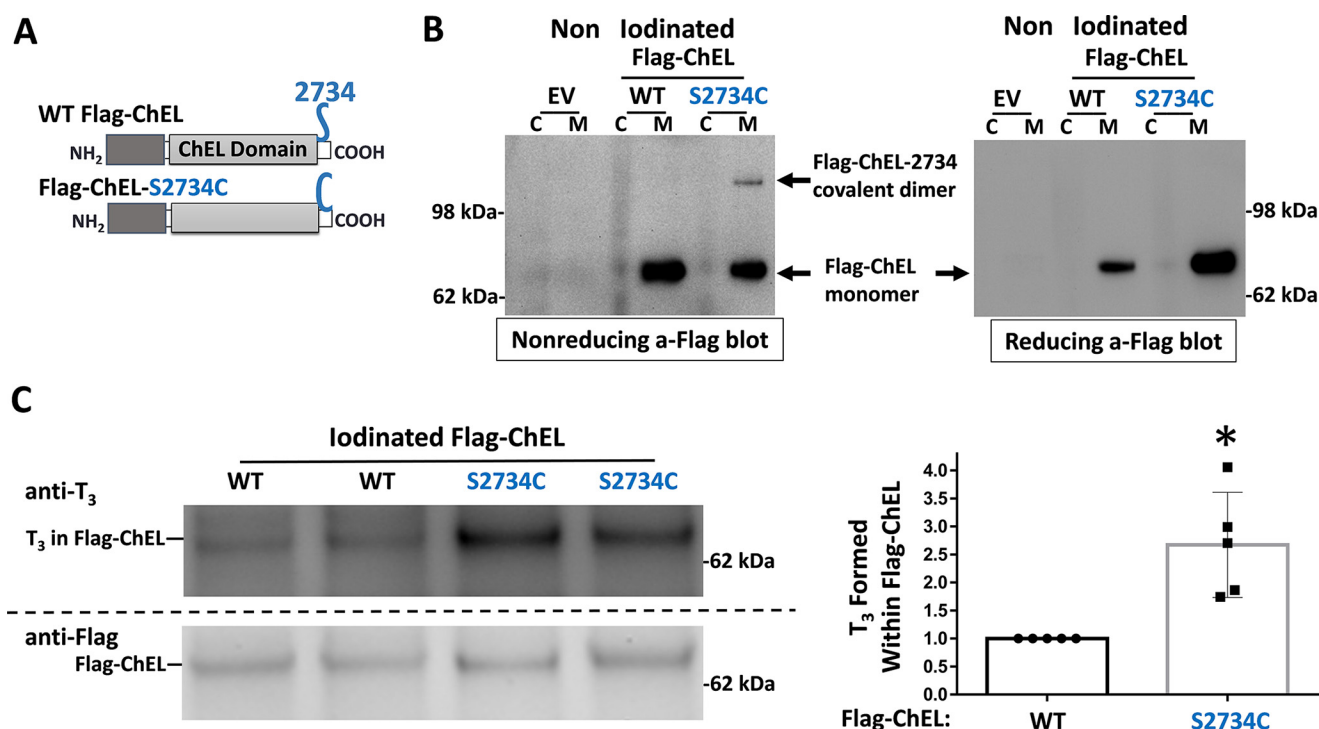 A
2734
WT Flag-ChEL
NH2 ChEL Domain COOH
Flag-ChEL-S2734C
NH2 COOH
B
Non Iodinated
Flag-ChEL
EV WT S2734C
C M C M C M
98 kDa-
62 kDa-
Nonreducing a-Flag blot
Flag-ChEL-2734
covalent dimer
Flag-ChEL
monomer
Non Iodinated
Flag-ChEL
EV WT S2734C
C M C M C M
-98 kDa
-62 kDa
Reducing a-Flag blot
C
Iodinated Flag-ChEL
WT WT S2734C S2734C
anti-T3
T3 in Flag-ChEL
-62 kDa
anti-Flag
Flag-ChEL
-62 kDa
T3 Formed
Within Flag-ChEL
*
4.0
3.5
3.0
2.5
2.0
1.5
1.0
0.5
0.0
Flag-ChEL: WT S2734C